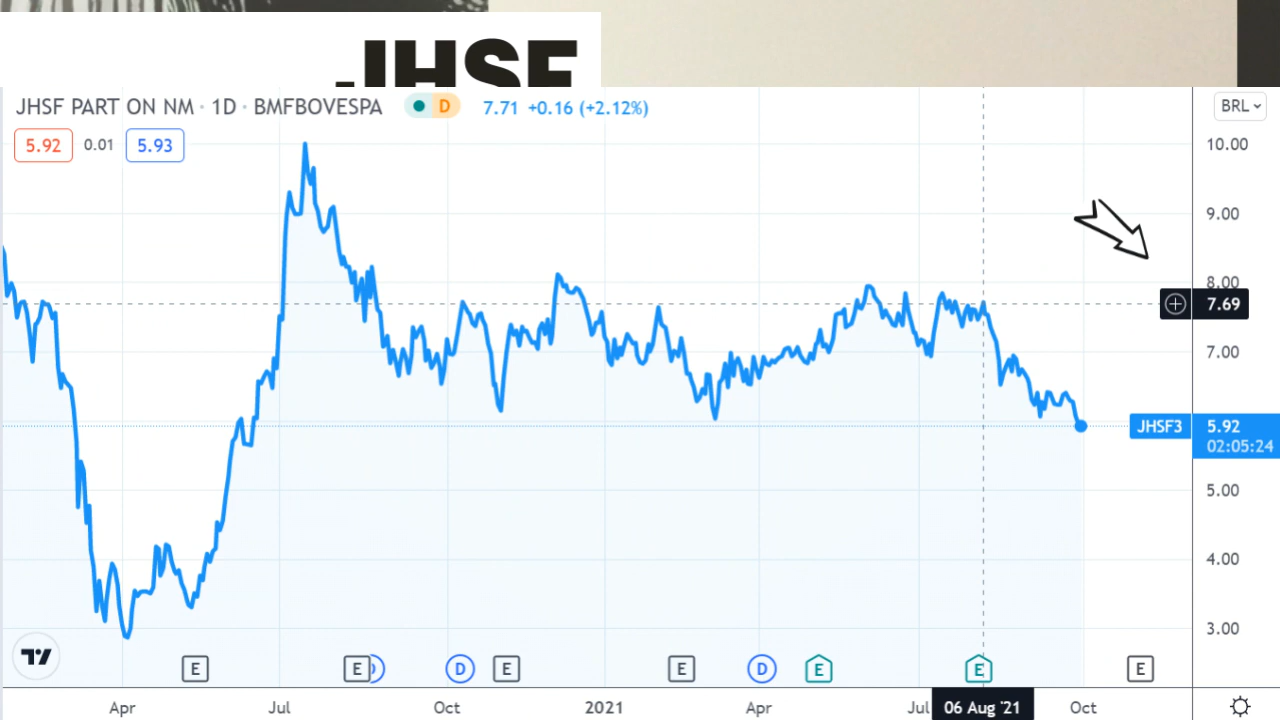 JHSF
JHSF PART ON NM · 1D · BMFBOVESPA D 7.71 +0.16 (+2.12%) BRL
5.92 0.01 5.93
10.00
9.00
8.00
7.69
7.00
JHSF3 5.92
02:05:24
5.00
4.00
3.00
E E D D E E D E E E
Apr Jul Oct 2021 Apr Jul 06 Aug '21 Oct